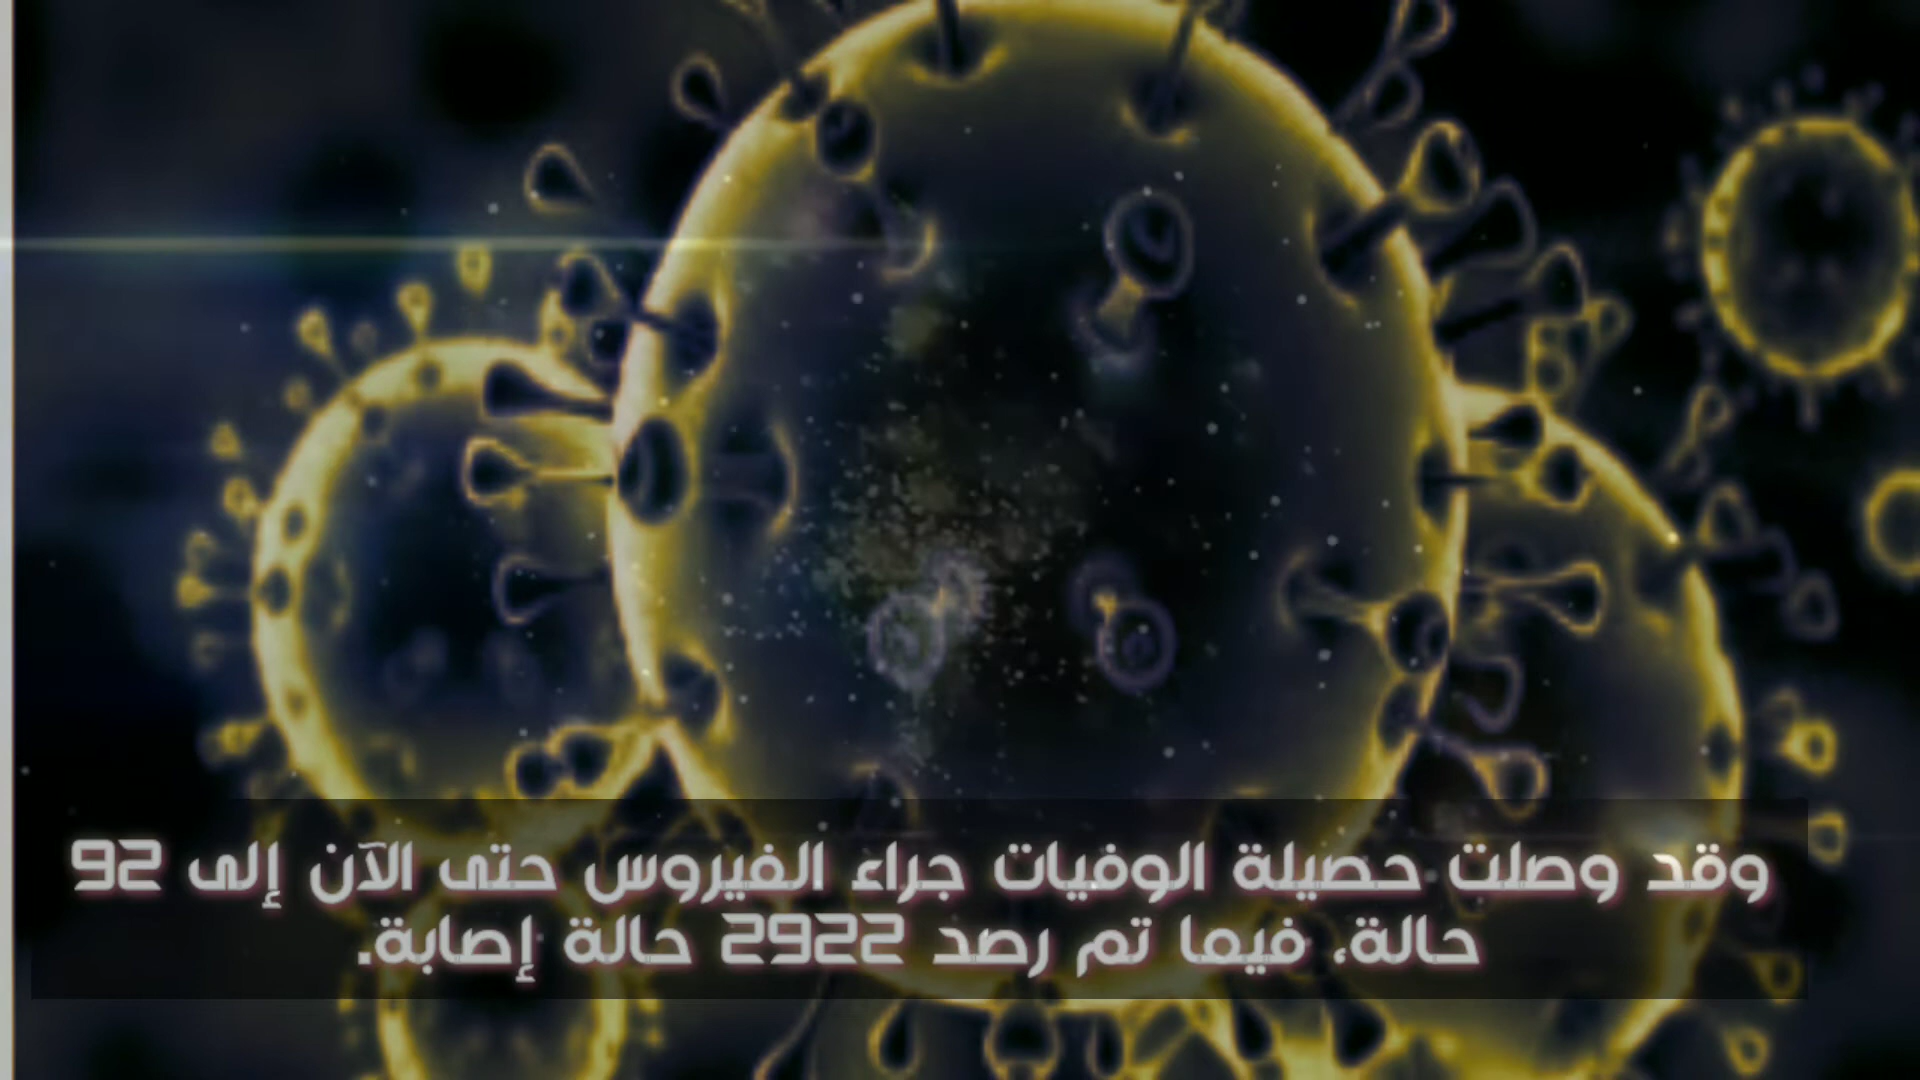 وقد وصلت حصيلة الوفيات جراء الفيروس حتى الآن إلى 92
حالة، فيما تم رصد 2922 حالة إصابة.